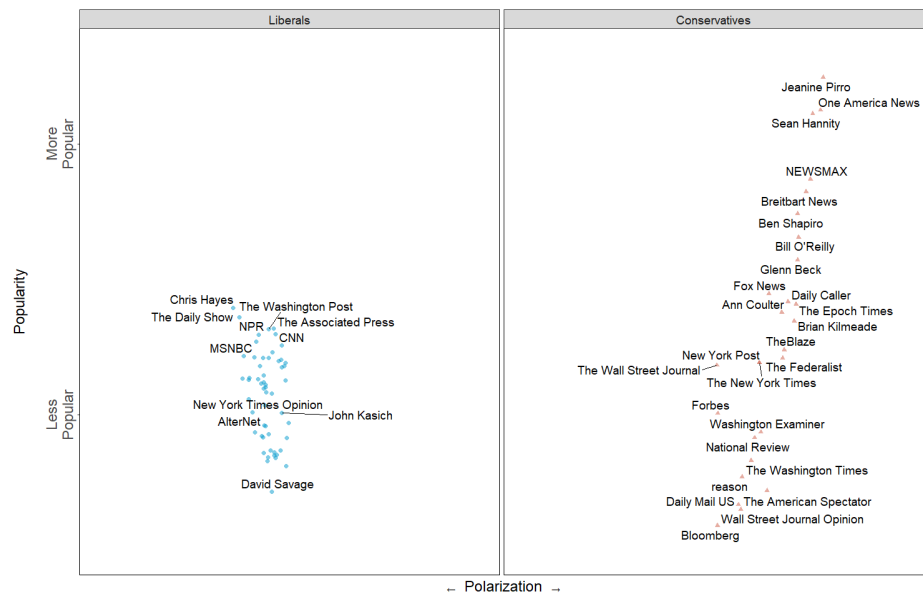 Liberals
Conservatives
More
Popular
Less
Popular
Popularity
Chris Hayes
The Washington Post
The Daily Show
The Associated Press
NPR
CNN
MSNBC
New York Times Opinion
John Kasich
AlterNet
David Savage
Jeanine Pirro
One America News
Sean Hannity
NEWSMAX
Breitbart News
Ben Shapiro
Bill O'Reilly
Glenn Beck
Fox News
Daily Caller
Ann Coulter
The Epoch Times
Brian Kilmeade
TheBlaze
New York Post
The Federalist
The Wall Street Journal
The New York Times
Forbes
Washington Examiner
National Review
The Washington Times
reason
Daily Mail US
The American Spectator
Wall Street Journal Opinion
Bloomberg
← Polarization →